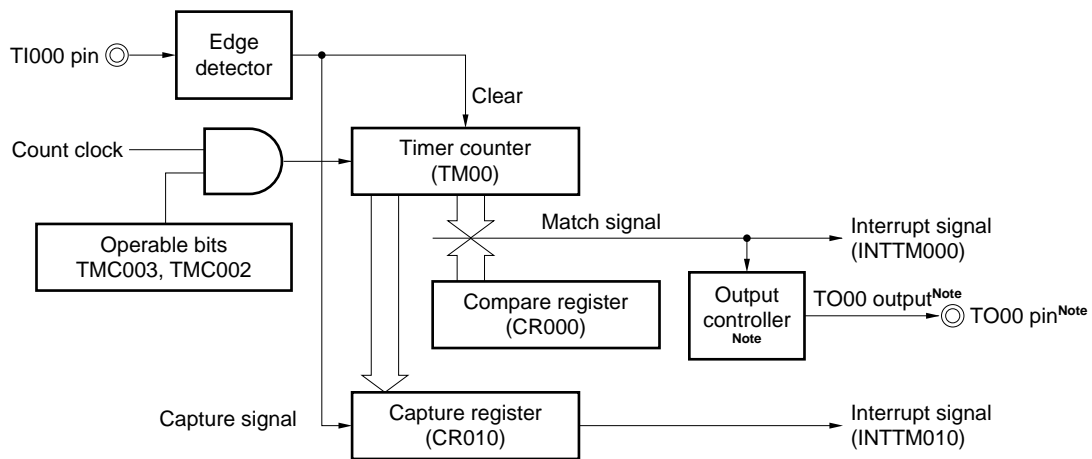 TI000 pin
Edge
detector
Clear
Count clock
Timer counter
(TM00)
Operable bits
TMC003, TMC002
Match signal
Interrupt signal
(INTTM000)
Compare register
(CR000)
Output
controller
Note
TO00 output Note
TO00 pin Note
Capture signal
Capture register
(CR010)
Interrupt signal
(INTTM010)